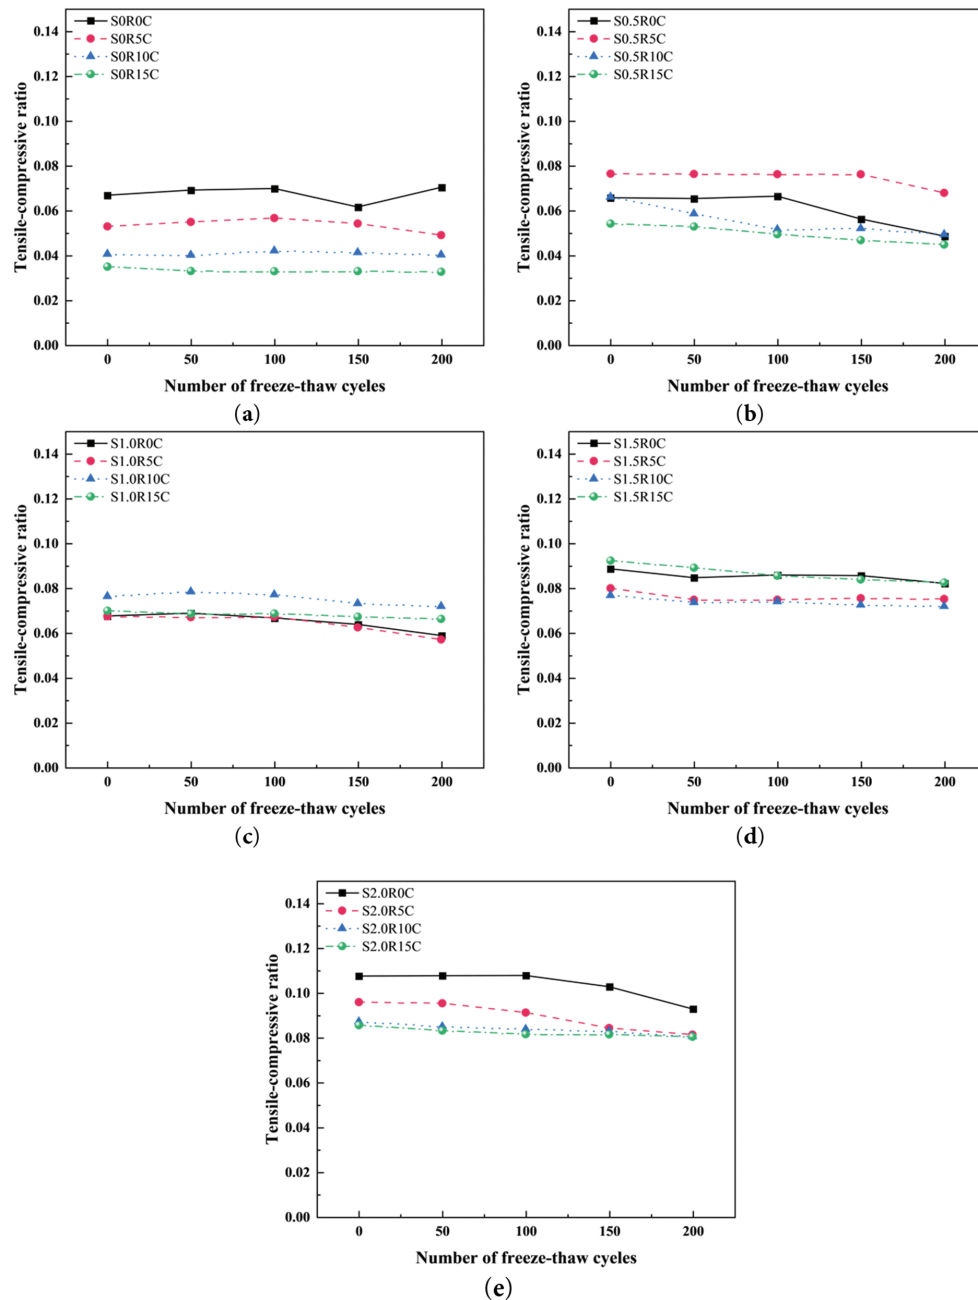 S0R0C
S0R5C
S0R10C
S0R15C
0.14
0.12
0.10
0.08
0.06
0.04
0.02
0.00
Tensile-compressive ratio
0 50 100 150 200
Number of freeze-thaw cyeles
(a)
S0.5R0C
S0.5R5C
S0.5R10C
S0.5R15C
0.14
0.12
0.10
0.08
0.06
0.04
0.02
0.00
Tensile-compressive ratio
0 50 100 150 200
Number of freeze-thaw cyeles
(b)
S1.0R0C
S1.0R5C
S1.0R10C
S1.0R15C
0.14
0.12
0.10
0.08
0.06
0.04
0.02
0.00
Tensile-compressive ratio
0 50 100 150 200
Number of freeze-thaw cyeles
(c)
S1.5R0C
S1.5R5C
S1.5R10C
S1.5R15C
0.14
0.12
0.10
0.08
0.06
0.04
0.02
0.00
Tensile-compressive ratio
0 50 100 150 200
Number of freeze-thaw cyeles
(d)
S2.0R0C
S2.0R5C
S2.0R10C
S2.0R15C
0.14
0.12
0.10
0.08
0.06
0.04
0.02
0.00
Tensile-compressive ratio
0 50 100 150 200
Number of freeze-thaw cyeles
(e)